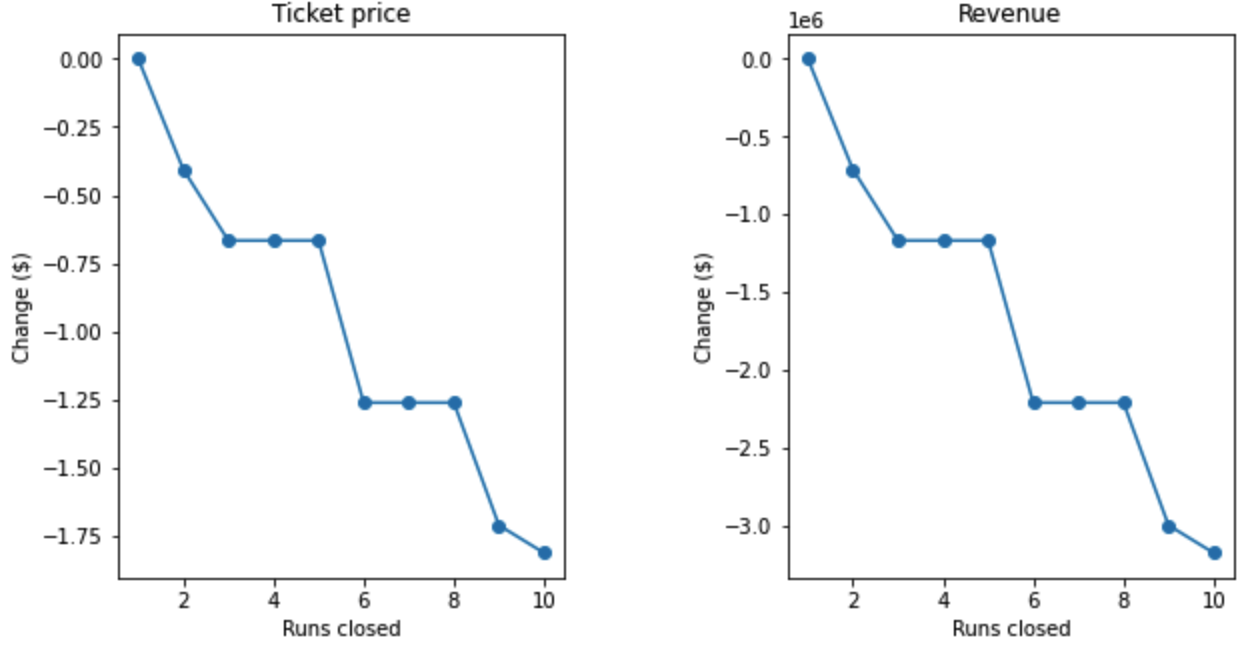 Ticket price
0.00
−0.25
−0.50
−0.75
−1.00
−1.25
−1.50
−1.75
Change ($)
2 4 6 8 10
Runs closed
Revenue
1e6
0.0
−0.5
−1.0
−1.5
−2.0
−2.5
−3.0
Change ($)
2 4 6 8 10
Runs closed